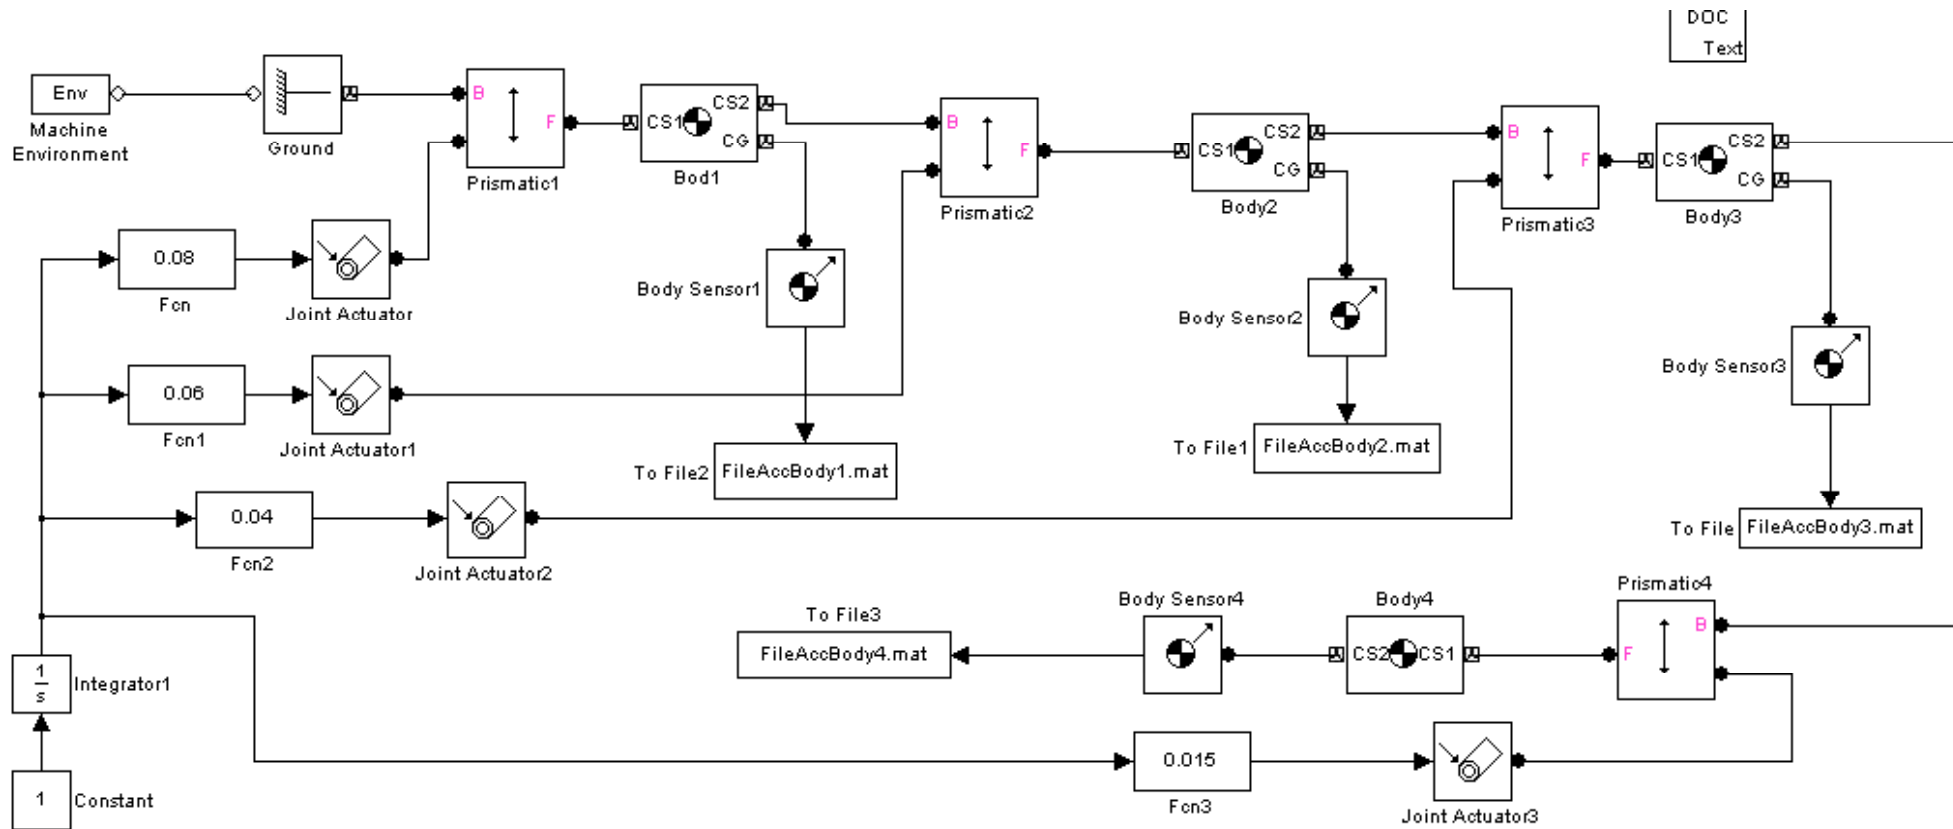 DOC
Text
Env
Machine
Environment
Ground
B
F
Prismatic1
CS1
CS2
CG
Bod1
B
F
Prismatic2
CS1
CS2
CG
Body2
B
F
Prismatic3
CS1
CS2
CG
Body3
0.08
Fcn
Joint Actuator
Body Sensor1
Body Sensor2
Body Sensor3
0.06
Fcn1
Joint Actuator1
To File2
FileAccBody1.mat
To File1
FileAccBody2.mat
To File
FileAccBody3.mat
0.04
Fcn2
Joint Actuator2
To File3
FileAccBody4.mat
Body Sensor4
Body4
CS2
CS1
Prismatic4
F
B
1
s
Integrator1
1
Constant
0.015
Fcn3
Joint Actuator3